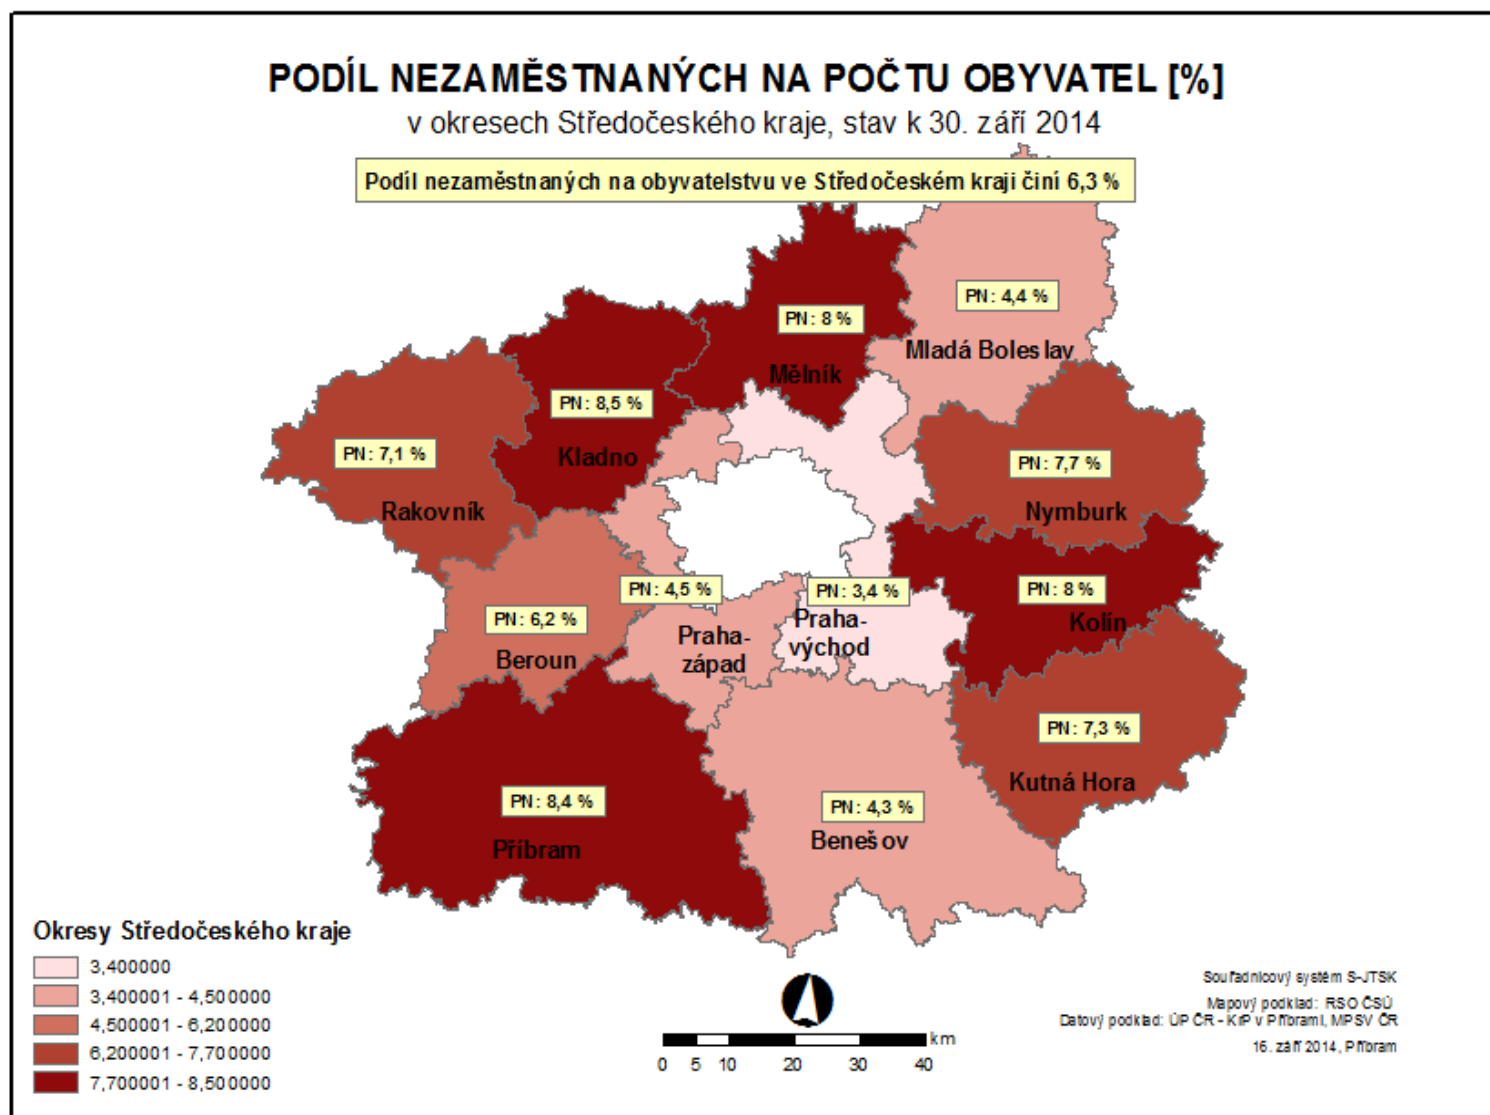 PODÍL NEZAMĚSTNANÝCH NA POČTU OBYVATEL [%]
v okresech Středočeského kraje, stav k 30. září 2014
Podíl nezaměstnaných na obyvatelstvu ve Středočeském kraji činí 6,3 %
PN: 4,4 %
Mladá Boleslav
PN: 8 %
Mělník
PN: 8,5 %
Kladno
PN: 7,1 %
Rakovník
PN: 7,7 %
Nymburk
PN: 4,5 %
Praha-
západ
PN: 3,4 %
Praha-
východ
PN: 8 %
Kolín
PN: 6,2 %
Beroun
PN: 7,3 %
Kutná Hora
PN: 8,4 %
Příbram
PN: 4,3 %
Benešov
Okresy Středočeského kraje
3,400000
3,400001 - 4,500000
4,500001 - 6,200000
6,200001 - 7,700000
7,700001 - 8,500000
km
0 5 10 20 30 40
Souřadnicový systém S-JTSK
Mapový podklad: RSO ČSÚ
Datový podklad: ÚP ČR - KrP v Příbrami, MPSV ČR
16. září 2014, Příbram